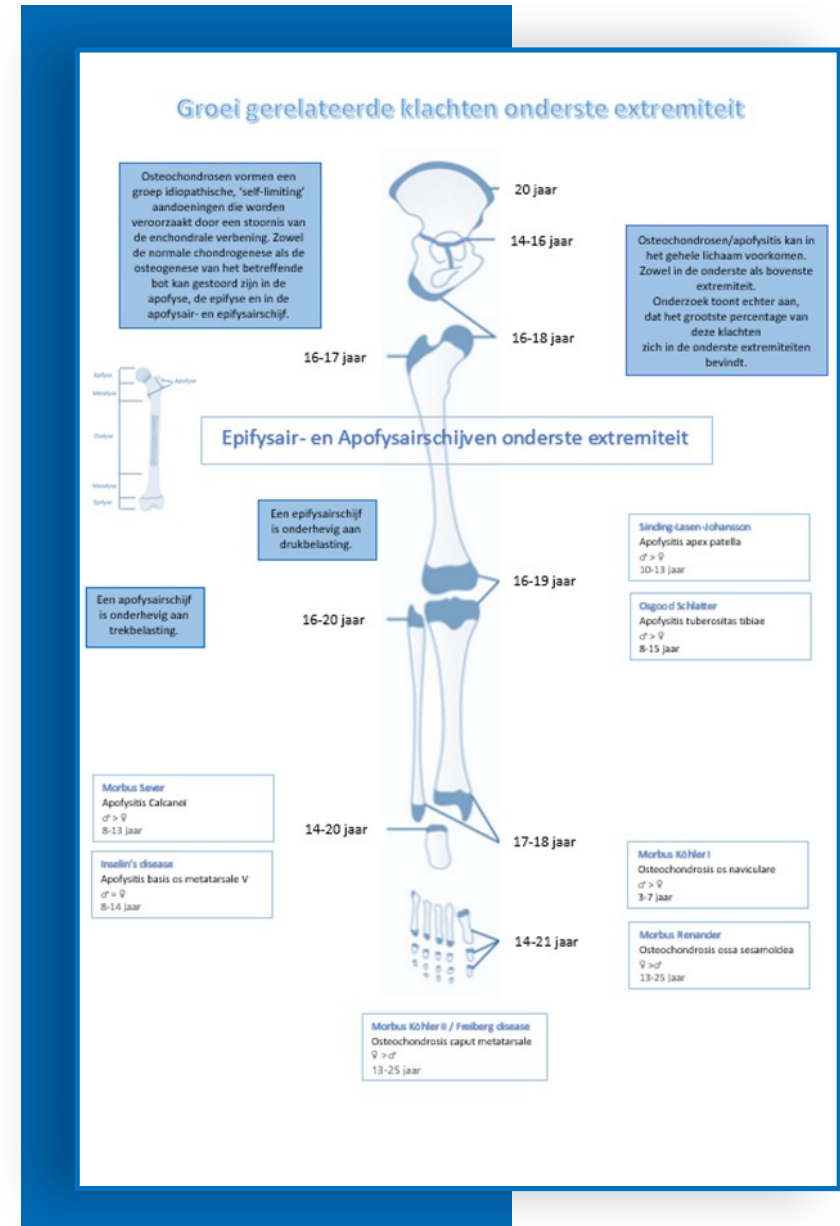 Groei gerelateerde klachten onderste extremiteit
Osteochondrosen vormen een
groep idiopathische, 'self-limiting'
aandoeningen die worden
veroorzaakt door een stoornis van
de enchondrale verbening. Zowel
de normale chondrogenese als de
osteogenese van het betreffende
bot kan gestoord zijn in de
apofyse, de epifyse en in de
apofysair- en epifysairschijf.
20 jaar
14-16 jaar
16-18 jaar
16-17 jaar
Osteochondrosen/apofysitis kan in
het gehele lichaam voorkomen.
Zowel in de onderste als bovenste
extremiteit.
Onderzoek toont echter aan,
dat het grootste percentage van
deze klachten
zich in de onderste extremiteiten
bevindt.
Epifyse
Apofyse
Metafyse
Diafyse
Metafyse
Epifyse
Epifysair- en Apofysairschijven onderste extremiteit
Een epifysairschijf
is onderhevig aan
drukbelasting.
Een apofysairschijf
is onderhevig aan
trekbelasting.
16-19 jaar
16-20 jaar
Sinding-Lasen-Johansson
Apofysitis apex patella
♂ > ♀
10-13 jaar
Osgood Schlatter
Apofysitis tuberositas tibiae
♂ > ♀
8-15 jaar
Morbus Sever
Apofysitis Calcaneï
♂ > ♀
8-13 jaar
Inselin's disease
Apofysitis basis os metatarsale V
♂ = ♀
8-14 jaar
14-20 jaar
17-18 jaar
14-21 jaar
Morbus Köhler I
Osteochondrosis os naviculare
♂ > ♀
3-7 jaar
Morbus Renander
Osteochondrosis ossa sesamoïdea
♀ >♂
13-25 jaar
Morbus Köhler II / Freiberg disease
Osteochondrosis caput metatarsale
♀ >♂
13-25 jaar